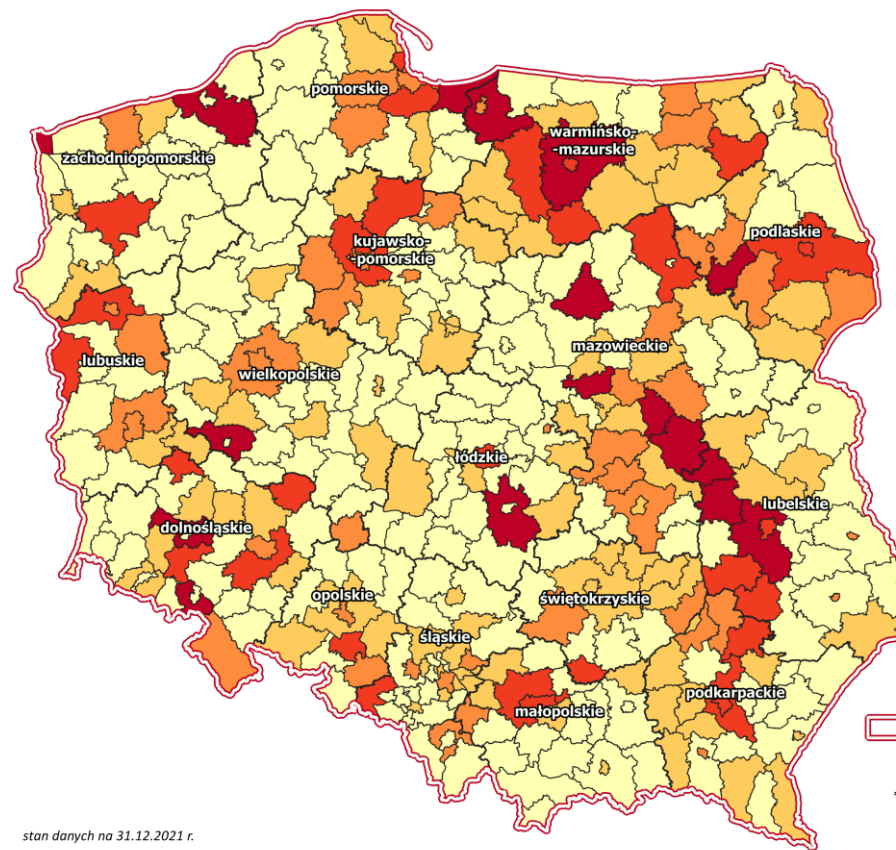 pomorskie
warmińsko-
-mazurskie
zachodniopomorskie
podlaskie
kujawsko-
-pomorskie
mazowieckie
lubuskie
wielkopolskie
łódzkie
lubelskie
dolnośląskie
opolskie
świętokrzyskie
śląskie
podkarpackie
małopolskie
stan danych na 31.12.2021 r.